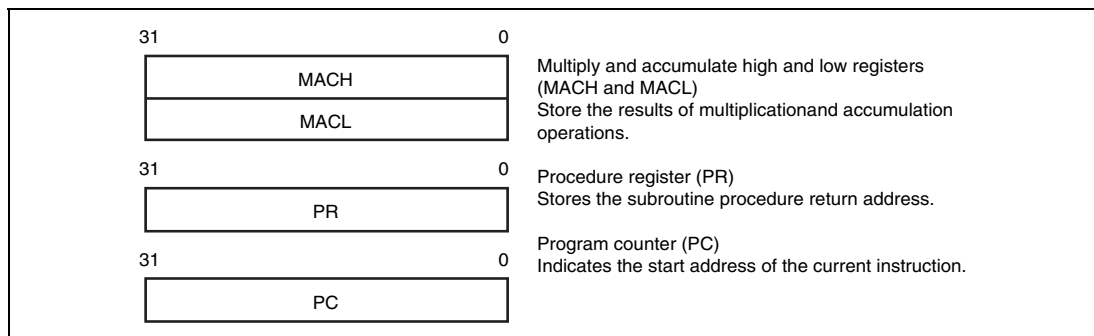 31 0
MACH
MACL
Multiply and accumulate high and low registers
(MACH and MACL)
Store the results of multiplicationand accumulation
operations.
31 0
PR
Procedure register (PR)
Stores the subroutine procedure return address.
31 0
PC
Program counter (PC)
Indicates the start address of the current instruction.